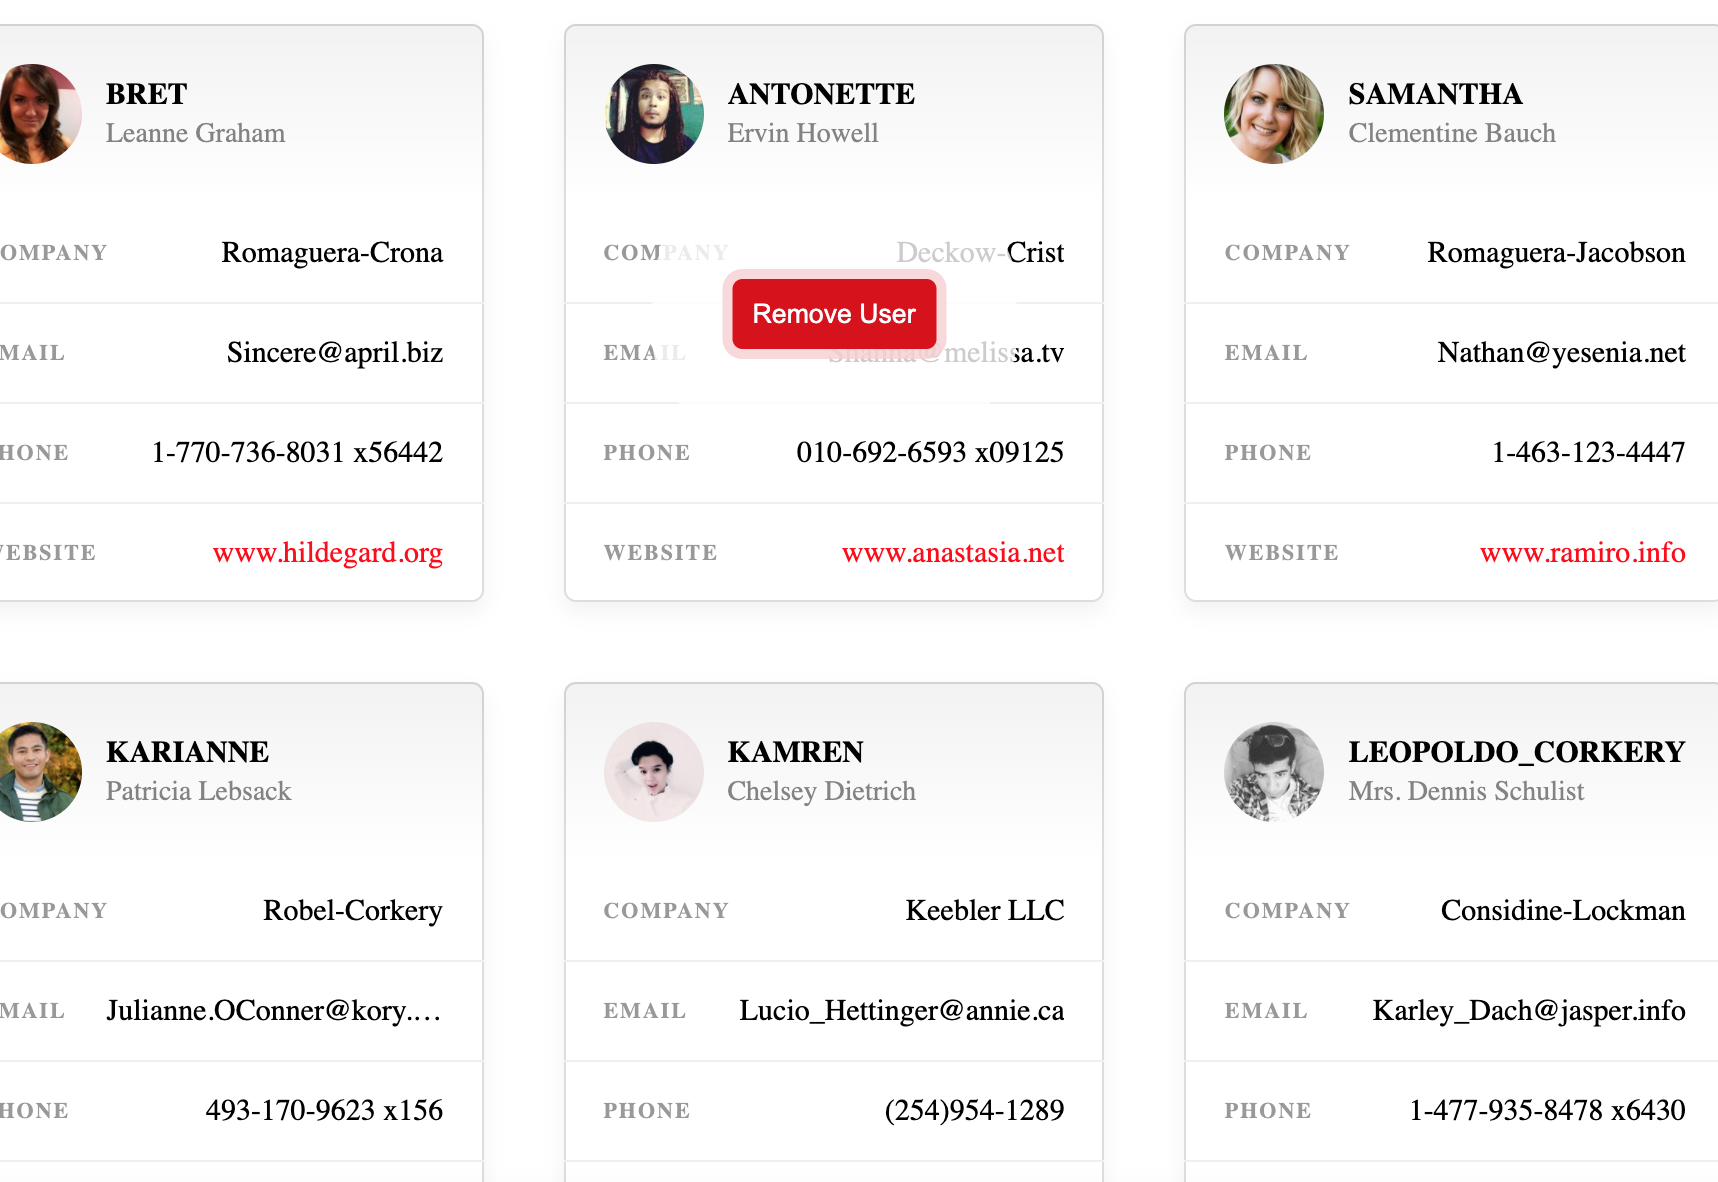 BRET
Leanne Graham
OMPANY Romaguera-Crona
MAIL Sincere@april.biz
HONE 1-770-736-8031 x56442
EBSITE www.hildegard.org
ANTONETTE
Ervin Howell
COMPANY Deckow-Crist
Remove User
EMAIL Shanna@melissa.tv
PHONE 010-692-6593 x09125
WEBSITE www.anastasia.net
SAMANTHA
Clementine Bauch
COMPANY Romaguera-Jacobson
EMAIL Nathan@yesenia.net
PHONE 1-463-123-4447
WEBSITE www.ramiro.info
KARIANNE
Patricia Lebsack
OMPANY Robel-Corkery
MAIL Julianne.OConner@kory.…
HONE 493-170-9623 x156
KAMREN
Chelsey Dietrich
COMPANY Keebler LLC
EMAIL Lucio_Hettinger@annie.ca
PHONE (254)954-1289
LEOPOLDO_CORKERY
Mrs. Dennis Schulist
COMPANY Considine-Lockman
EMAIL Karley_Dach@jasper.info
PHONE 1-477-935-8478 x6430